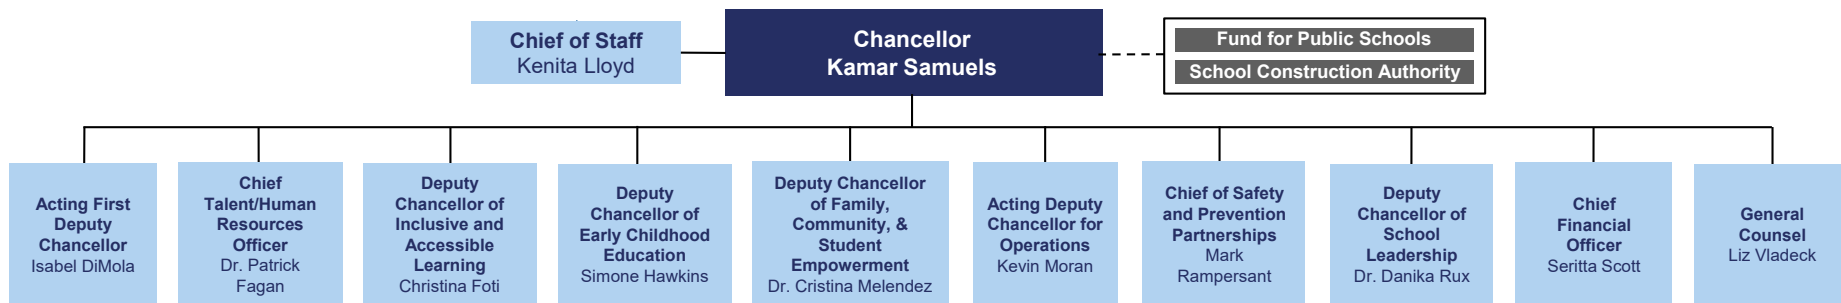 Chief of Staff
Kenita Lloyd
Chancellor
Kamar Samuels
Fund for Public Schools
School Construction Authority
Acting First
Deputy
Chancellor
Isabel DiMola
Chief
Talent/Human
Resources
Officer
Dr. Patrick
Fagan
Deputy
Chancellor of
Inclusive and
Accessible
Learning
Christina Foti
Deputy
Chancellor of
Early Childhood
Education
Simone Hawkins
Deputy Chancellor
of Family,
Community, &
Student
Empowerment
Dr. Cristina Melendez
Acting Deputy
Chancellor for
Operations
Kevin Moran
Chief of Safety
and Prevention
Partnerships
Mark
Rampersant
Deputy
Chancellor of
School
Leadership
Dr. Danika Rux
Chief
Financial
Officer
Seritta Scott
General
Counsel
Liz Vladeck